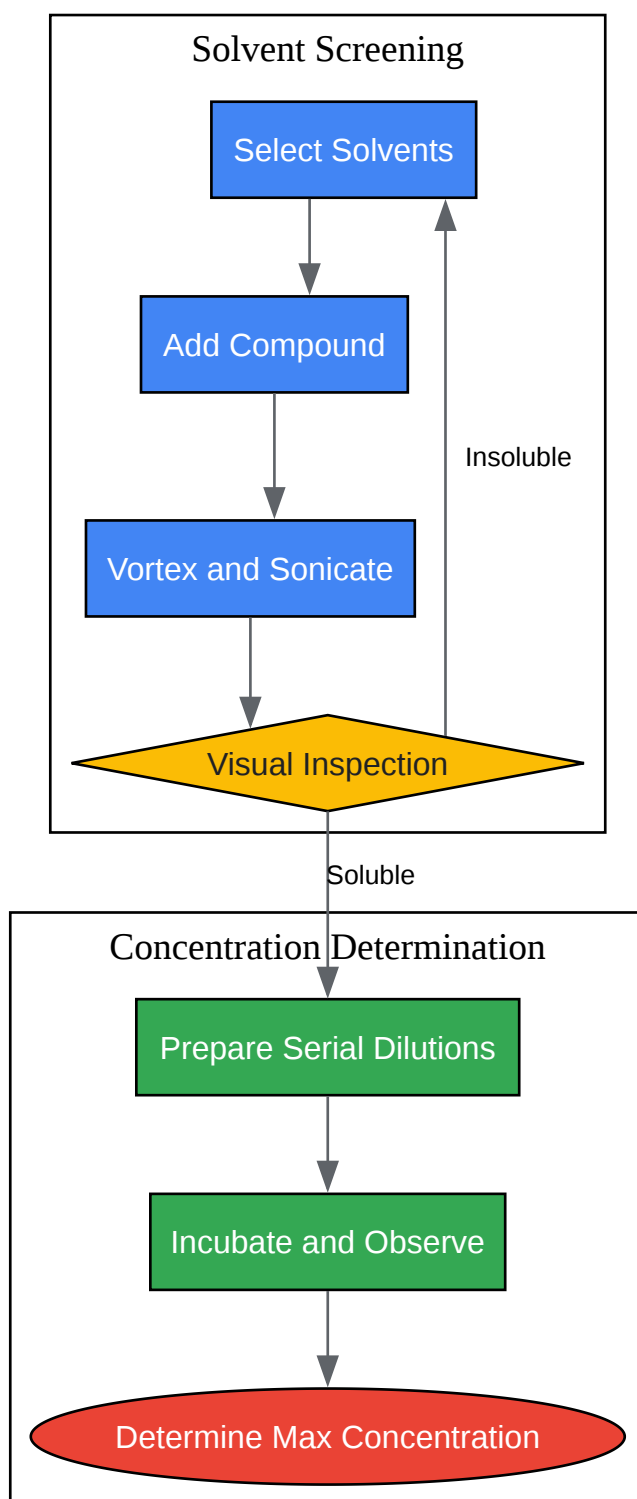 Solvent Screening
Select Solvents
Add Compound
Insoluble
Vortex and Sonicate
Visual Inspection
Soluble
Concentration Determination
Prepare Serial Dilutions
Incubate and Observe
Determine Max Concentration